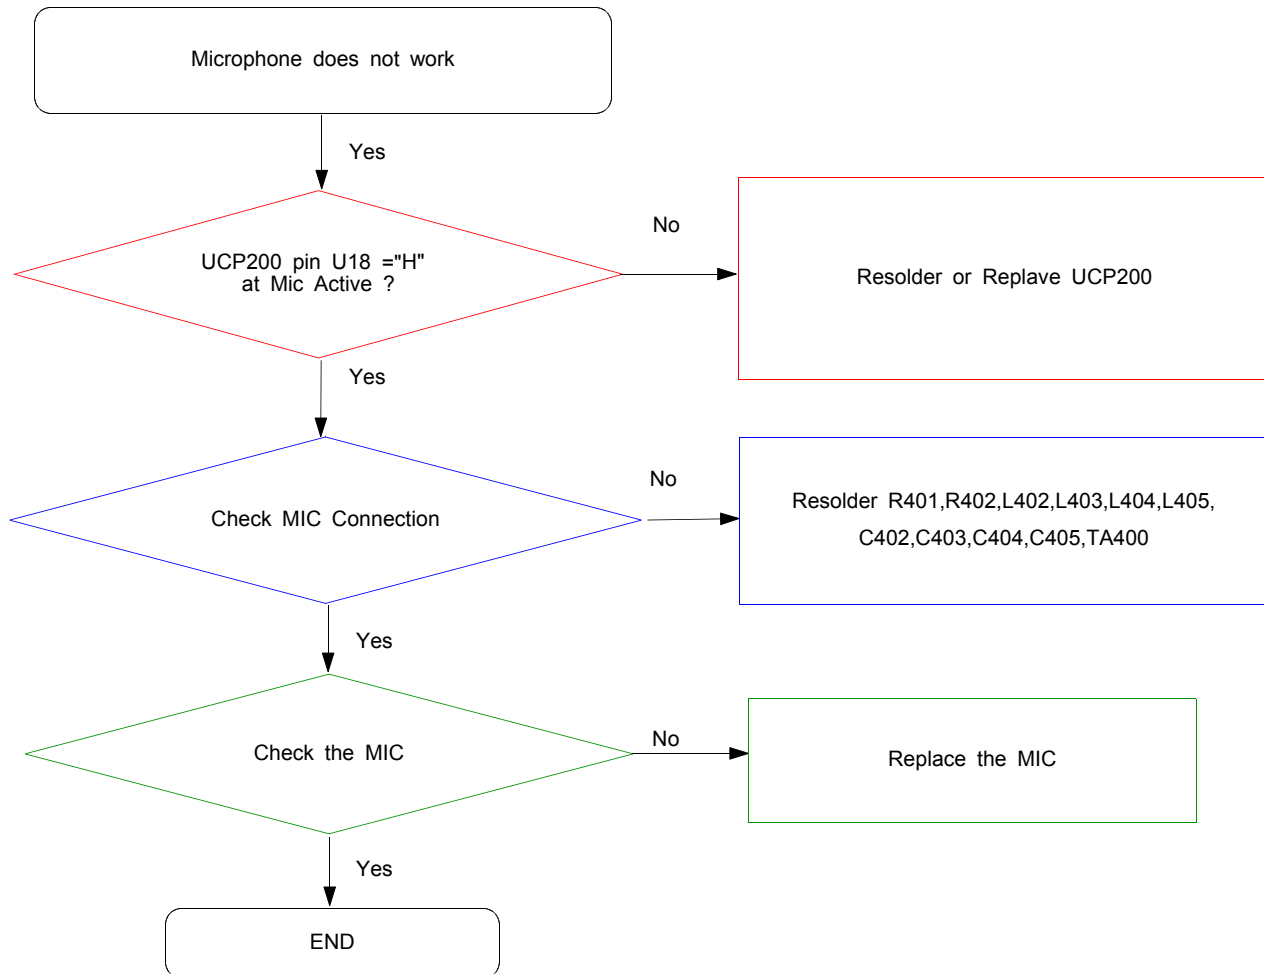 Microphone does not work
Yes
UCP200 pin U18 ="H"
at Mic Active ?
No
Resolder or Replave UCP200
Yes
Check MIC Connection
No
Resolder R401,R402,L402,L403,L404,L405,
C402,C403,C404,C405,TA400
Yes
Check the MIC
No
Replace the MIC
Yes
END